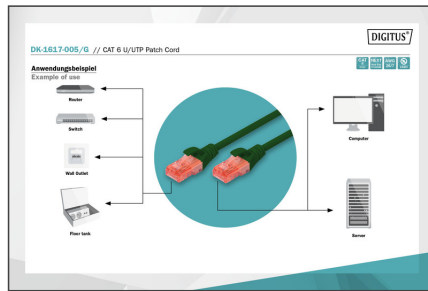 DIGITUS®
DK-1617-005/G // CAT 6 U/UTP Patch Cord
Anwendungsbeispiel
Example of use
Router
Switch
Wall Outlet
Floor tank
Computer
Server